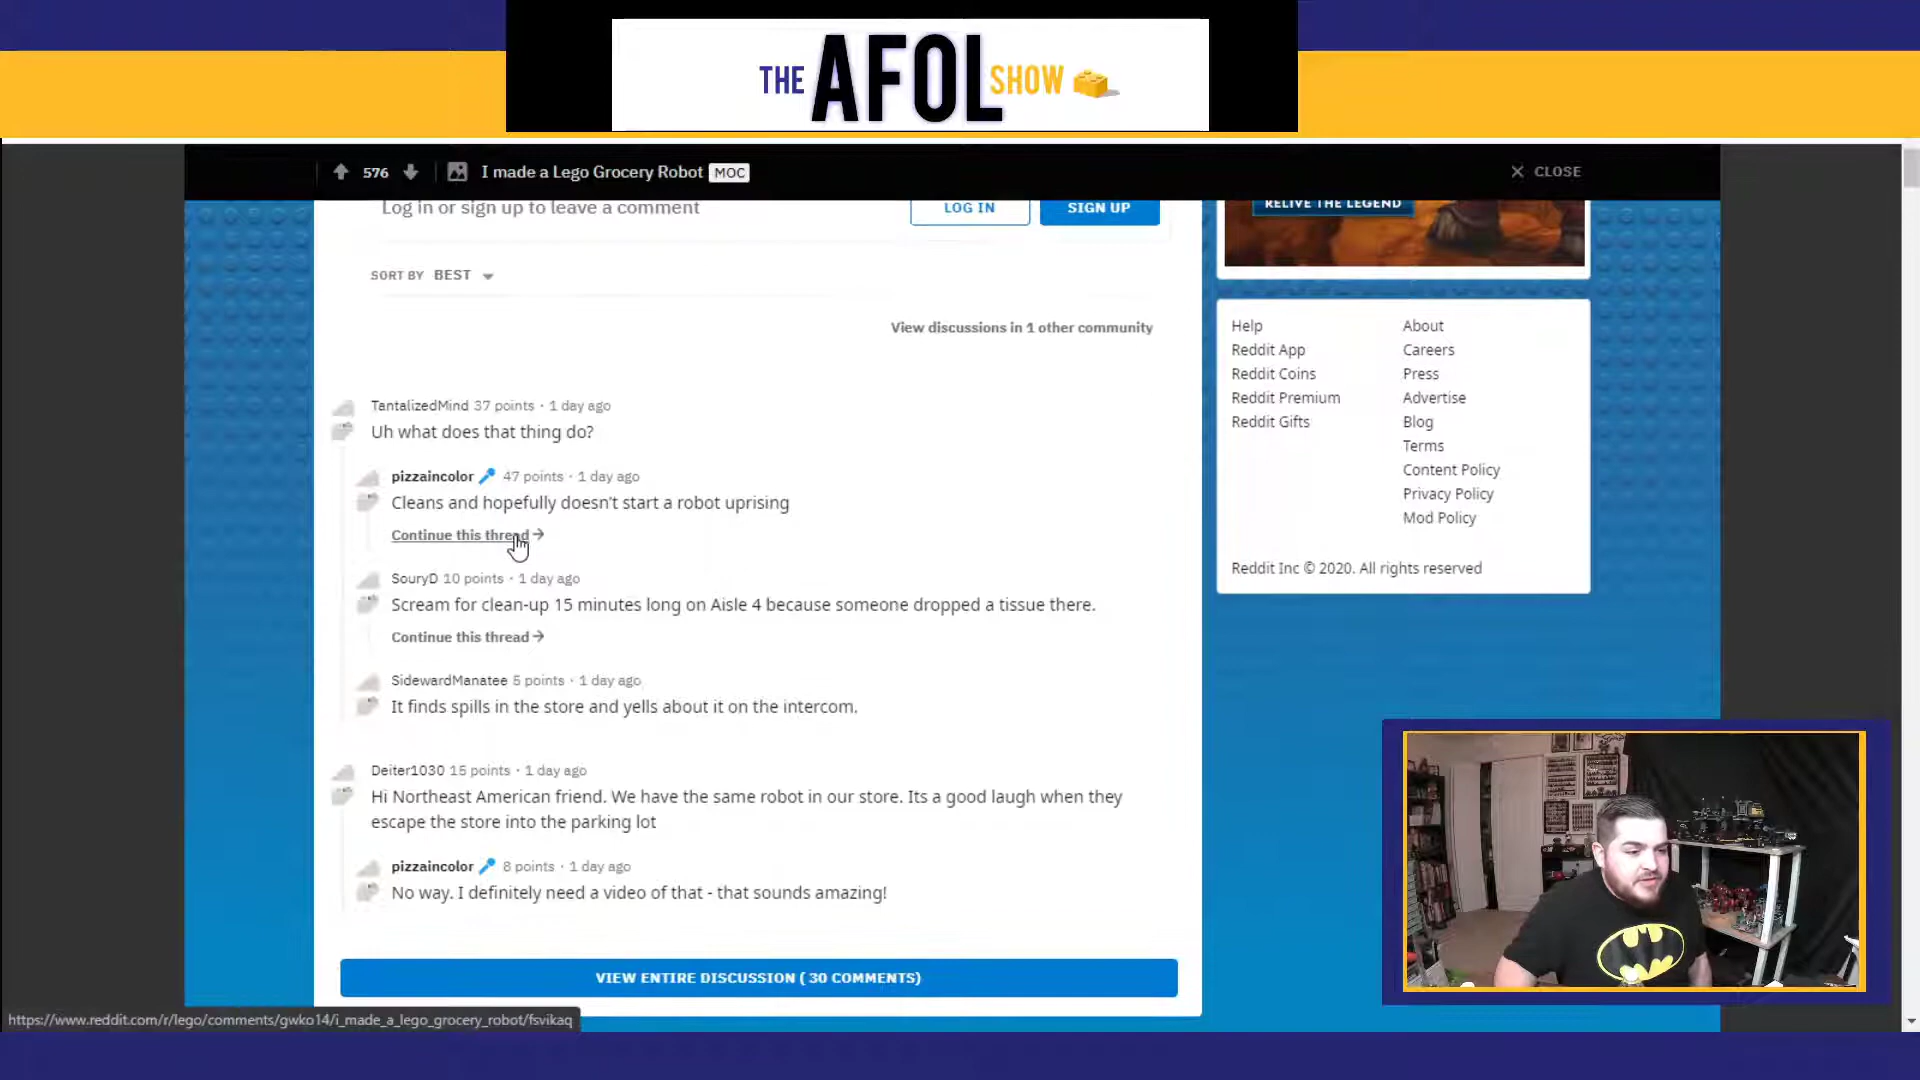 THE AFOL SHOW
576
I made a Lego Grocery Robot MOC
CLOSE
Log in or sign up to leave a comment
LOG IN
SIGN UP
RELIVE THE LEGEND
SORT BY BEST
View discussions in 1 other community
TantalizedMind 37 points · 1 day ago
Uh what does that thing do?
pizzaincolor 47 points · 1 day ago
Cleans and hopefully doesn't start a robot uprising
Continue this thread
SouryD 10 points · 1 day ago
Scream for clean-up 15 minutes long on Aisle 4 because someone dropped a tissue there.
Continue this thread
SidewardManatee 5 points · 1 day ago
It finds spills in the store and yells about it on the intercom.
Deiter1030 15 points · 1 day ago
Hi Northeast American friend. We have the same robot in our store. Its a good laugh when they
escape the store into the parking lot
pizzaincolor 8 points · 1 day ago
No way. I definitely need a video of that - that sounds amazing!
VIEW ENTIRE DISCUSSION ( 30 COMMENTS)
Help
Reddit App
Reddit Coins
Reddit Premium
Reddit Gifts
About
Careers
Press
Advertise
Blog
Terms
Content Policy
Privacy Policy
Mod Policy
Reddit Inc © 2020. All rights reserved
https://www.reddit.com/r/lego/comments/gwko14/i_made_a_lego_grocery_robot/fsvikaq